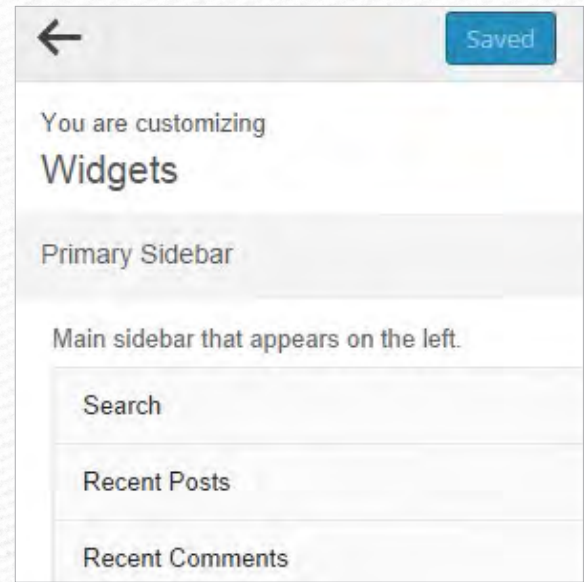 Saved
You are customizing
Widgets
Primary Sidebar
Main sidebar that appears on the left.
Search
Recent Posts
Recent Comments